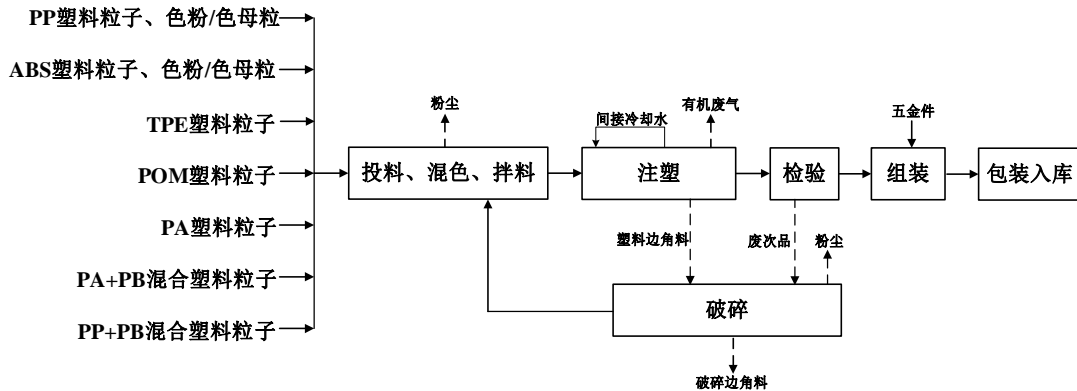 PP塑料粒子、色粉/色母粒
ABS塑料粒子、色粉/色母粒
TPE塑料粒子
POM塑料粒子
PA塑料粒子
PA+PB混合塑料粒子
PP+PB混合塑料粒子
粉尘
投料、混色、拌料
间接冷却水
有机废气
注塑
检验
五金件
组装
包装入库
塑料边角料
废次品
粉尘
破碎
破碎边角料